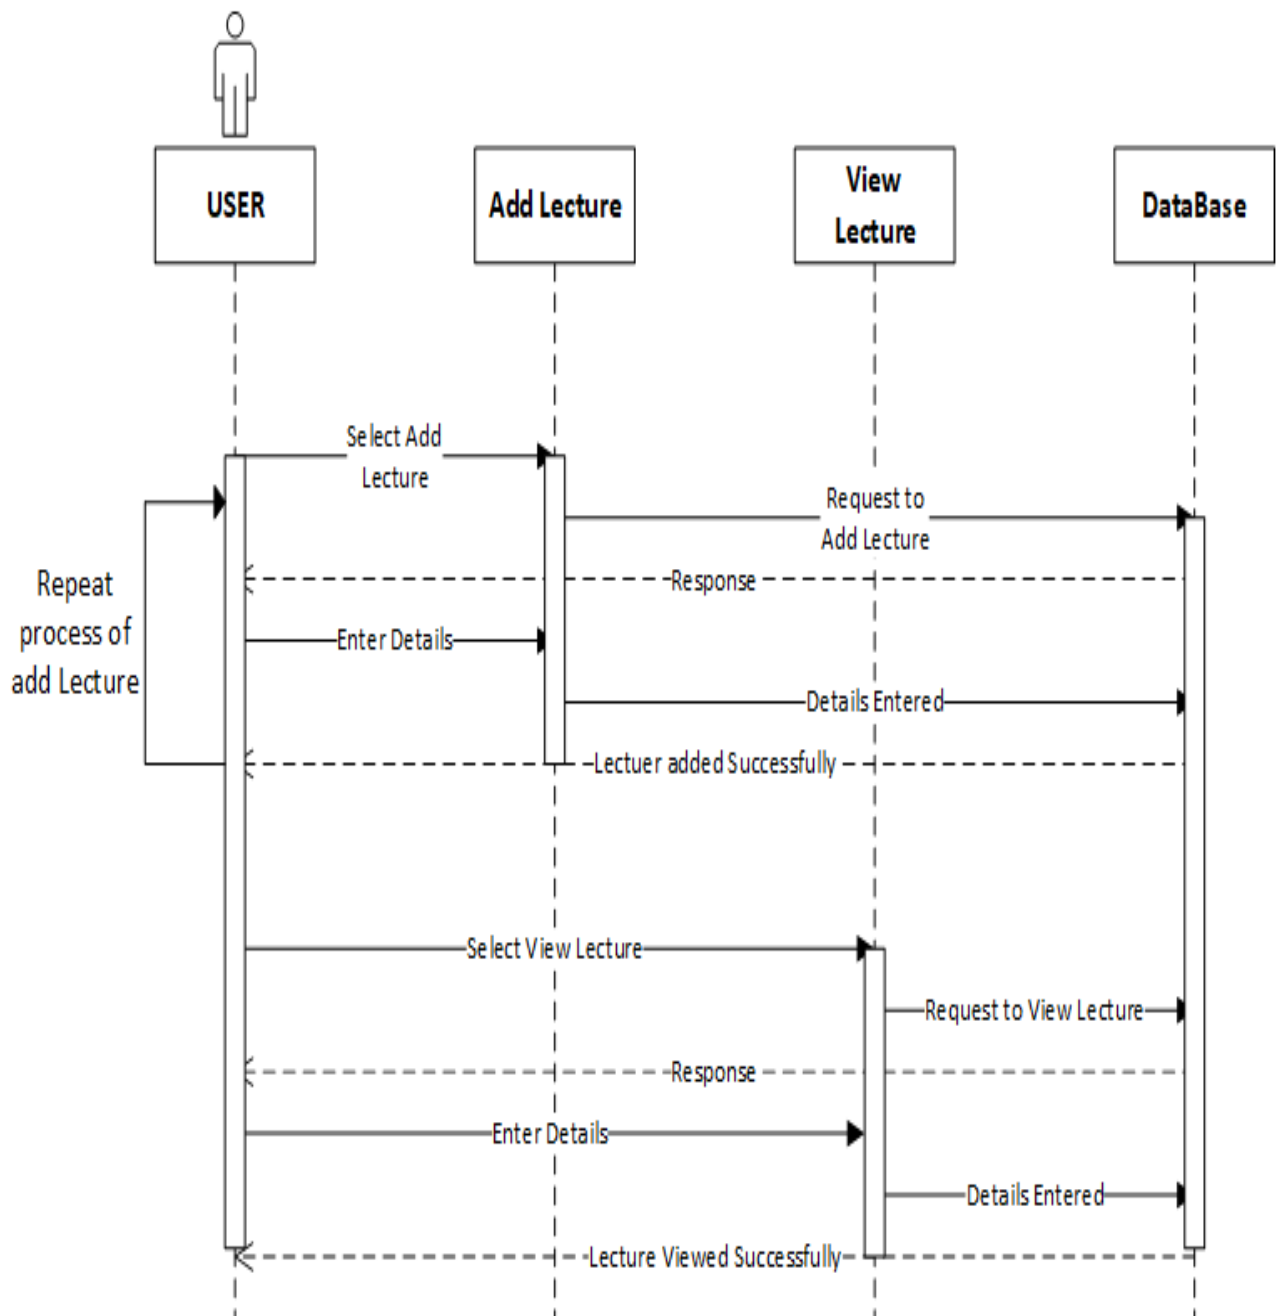 USER
Add Lecture
View
Lecture
DataBase
Select Add
Lecture
Request to
Add Lecture
Response
Repeat
process of
add Lecture
Enter Details
Details Entered
Lectuer added Successfully
Select View Lecture
Request to View Lecture
Response
Enter Details
Details Entered
Lecture Viewed Successfully